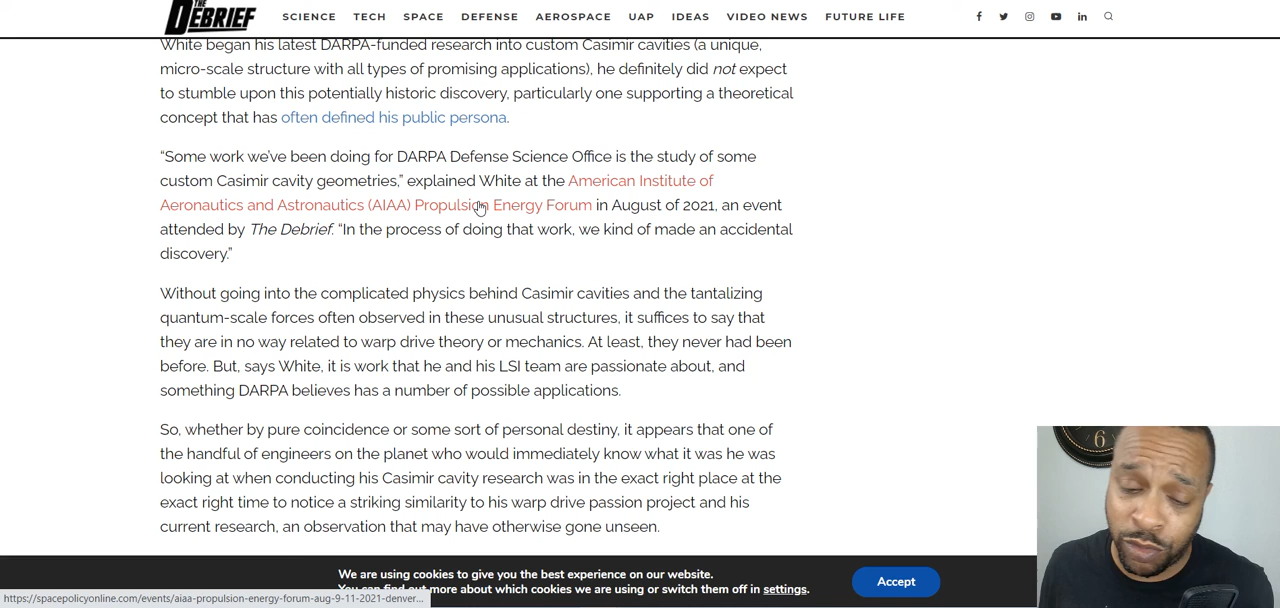 THE DEBRIEF
SCIENCE TECH SPACE DEFENSE AEROSPACE UAP IDEAS VIDEO NEWS FUTURE LIFE
White began his latest DARPA-funded research into custom Casimir cavities (a unique,
micro-scale structure with all types of promising applications), he definitely did not expect
to stumble upon this potentially historic discovery, particularly one supporting a theoretical
concept that has often defined his public persona.
“Some work we’ve been doing for DARPA Defense Science Office is the study of some
custom Casimir cavity geometries,” explained White at the American Institute of
Aeronautics and Astronautics (AIAA) Propulsion Energy Forum in August of 2021, an event
attended by The Debrief. “In the process of doing that work, we kind of made an accidental
discovery.”
Without going into the complicated physics behind Casimir cavities and the tantalizing
quantum-scale forces often observed in these unusual structures, it suffices to say that
they are in no way related to warp drive theory or mechanics. At least, they never had been
before. But, says White, it is work that he and his LSI team are passionate about, and
something DARPA believes has a number of possible applications.
So, whether by pure coincidence or some sort of personal destiny, it appears that one of
the handful of engineers on the planet who would immediately know what it was he was
looking at when conducting his Casimir cavity research was in the exact right place at the
exact right time to notice a striking similarity to his warp drive passion project and his
current research, an observation that may have otherwise gone unseen.
6
We are using cookies to give you the best experience on our website.
more about which cookies we are using or switch them off in settings.
Accept
https://spacepolicyonline.com/events/aiaa-propulsion-energy-forum-aug-9-11-2021-denver...